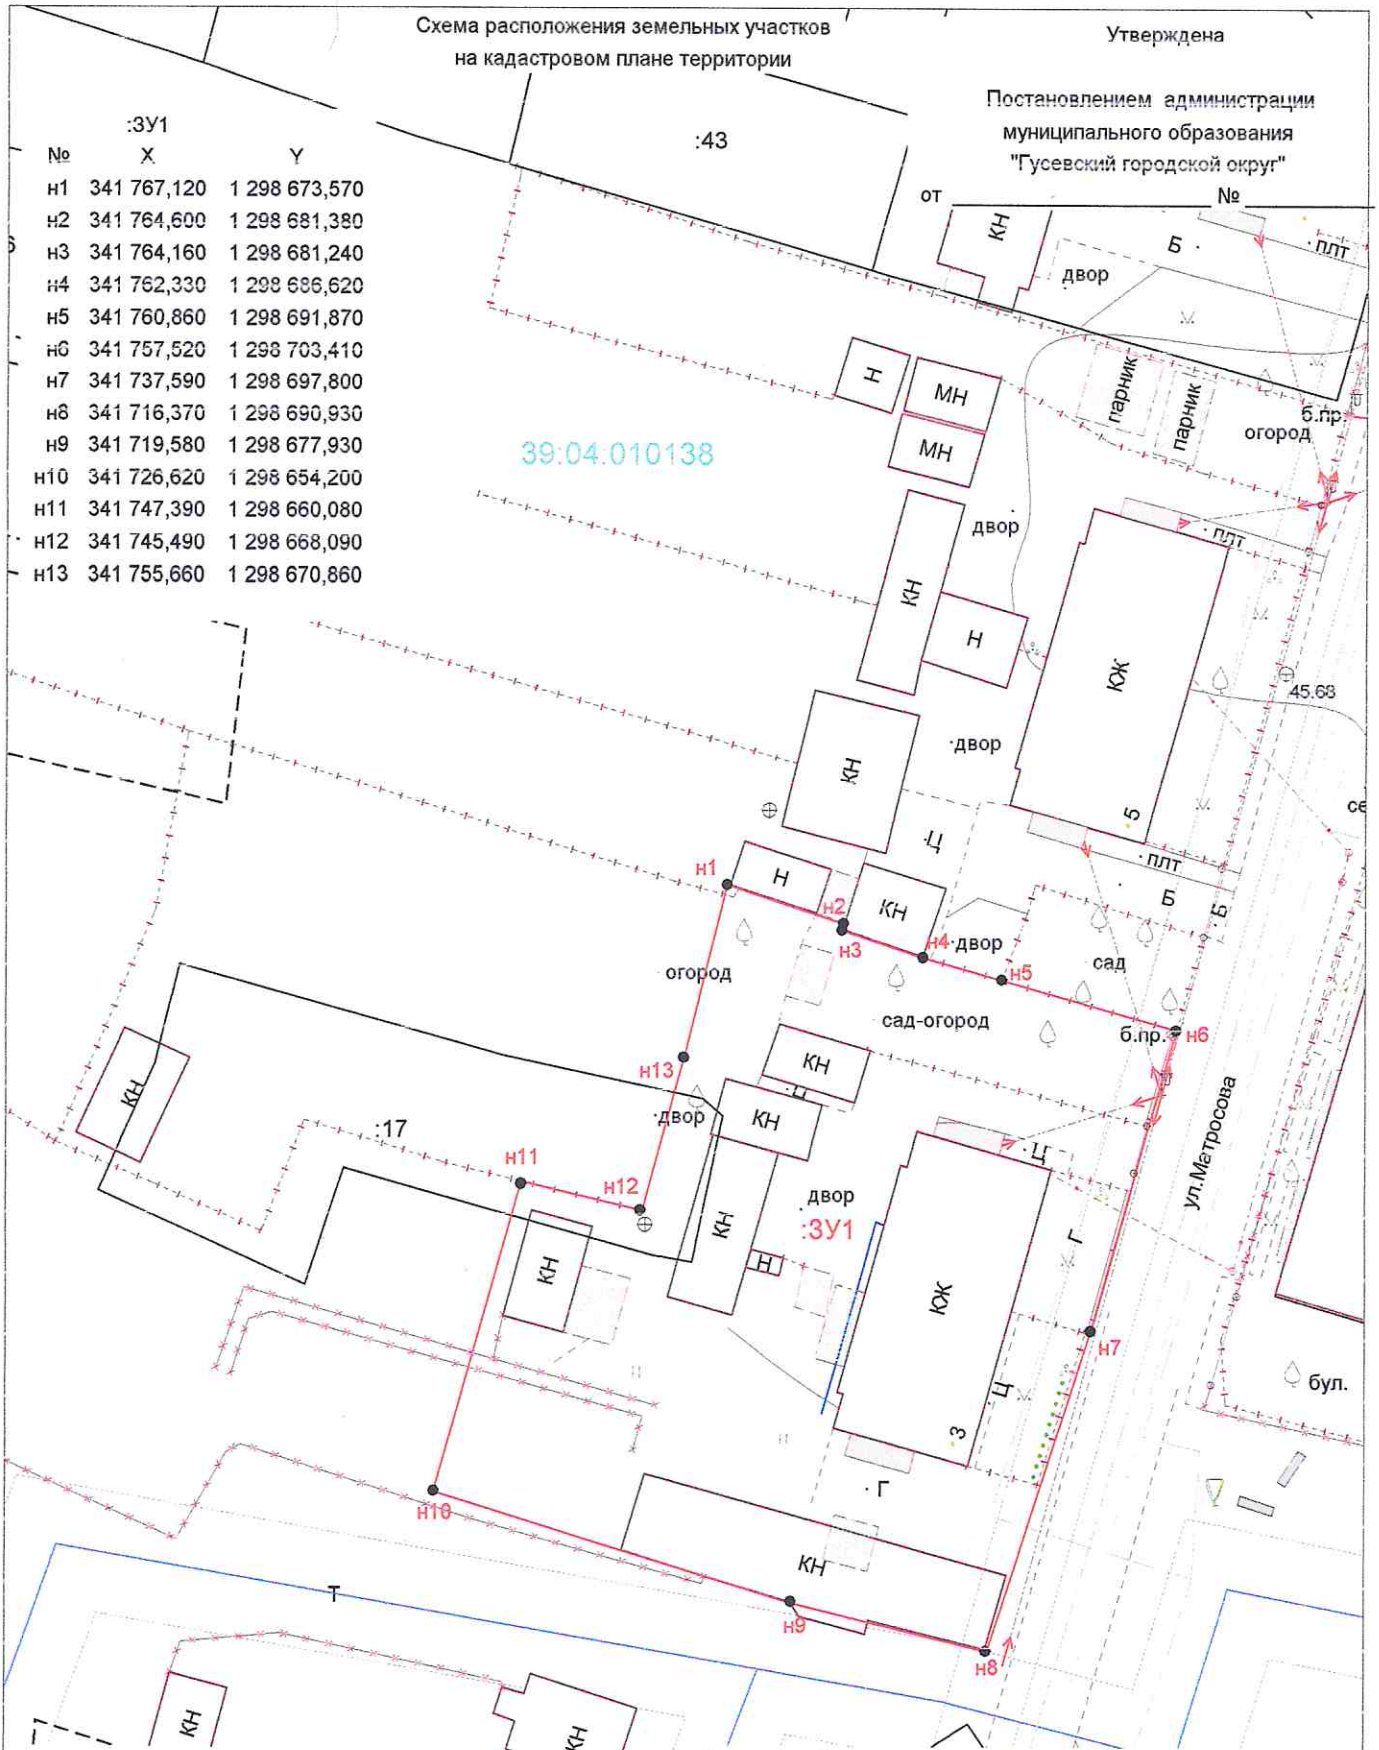 Схема расположения земельных участков
на кадастровом плане территории
Утверждена
Постановлением администрации
муниципального образования
"Гусевский городской округ"
от № 
:ЗУ1
№ X Y
н1 341 767,120 1 298 673,570
н2 341 764,600 1 298 681,380
н3 341 764,160 1 298 681,240
н4 341 762,330 1 298 686,620
н5 341 760,860 1 298 691,870
н6 341 757,520 1 298 703,410
н7 341 737,590 1 298 697,800
н8 341 716,370 1 298 690,930
н9 341 719,580 1 298 677,930
н10 341 726,620 1 298 654,200
н11 341 747,390 1 298 660,080
н12 341 745,490 1 298 668,090
н13 341 755,660 1 298 670,860
:43
КН
Б
плт
двор
Н
МН
парник
парник
б.пр.
огород
МН
39:04:010138
двор
плт
КН
Н
КЖ
45.68
двор
КН
5
Ц
плт
н1
Н
КН
н2
Б
Б
н3
н4
двор
сад
н5
огород
сад-огород
б.пр.
н6
КН
н13
Ц
КН
двор
КН
ул.Матросова
:17
Ц
н11
н12
двор
:ЗУ1
КН
Г
Н
КН
КЖ
н7
Ц
бул.
3
Г
н10
КН
Т
н9
н8
КН
КН